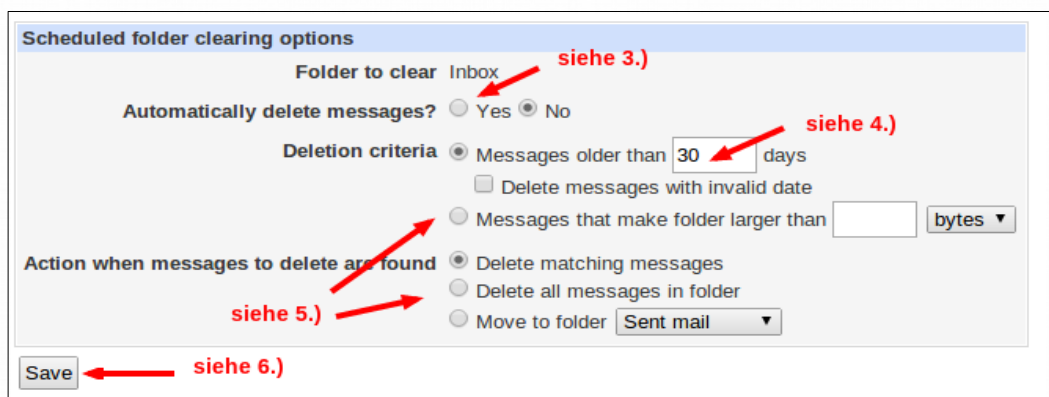 Scheduled folder clearing options
siehe 3.)
Folder to clear Inbox
Automatically delete messages? Yes No
siehe 4.)
Deletion criteria Messages older than 30 days
Delete messages with invalid date
Messages that make folder larger than bytes
Action when messages to delete are found Delete matching messages
Delete all messages in folder
siehe 5.)
Move to folder Sent mail
Save siehe 6.)